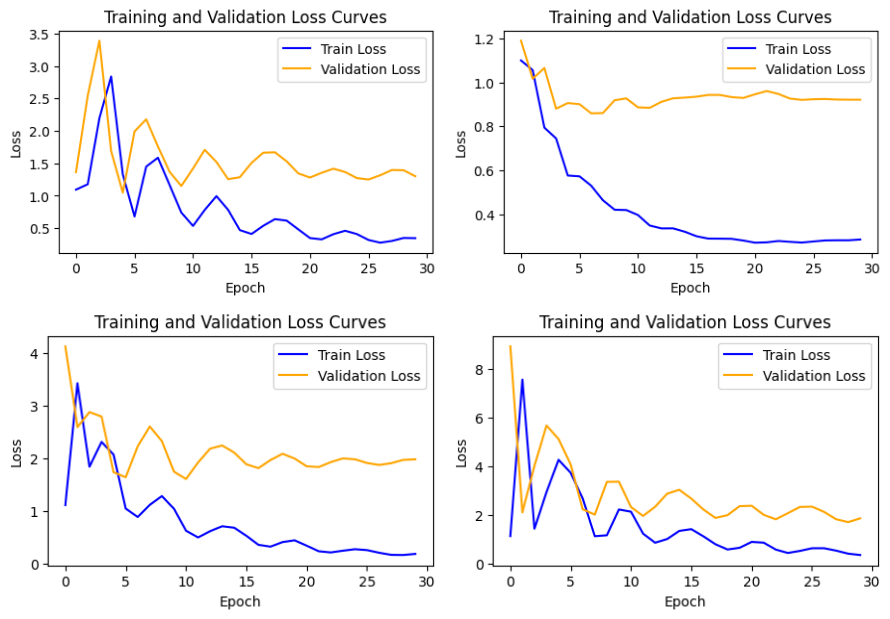 Training and Validation Loss Curves
Train Loss
Validation Loss
3.5
3.0
2.5
2.0
1.5
1.0
0.5
Loss
0 5 10 15 20 25 30
Epoch
Training and Validation Loss Curves
Train Loss
Validation Loss
1.2
1.0
0.8
0.6
0.4
Loss
0 5 10 15 20 25 30
Epoch
Training and Validation Loss Curves
Train Loss
Validation Loss
4
3
2
1
0
Loss
0 5 10 15 20 25 30
Epoch
Training and Validation Loss Curves
Train Loss
Validation Loss
8
6
4
2
0
Loss
0 5 10 15 20 25 30
Epoch